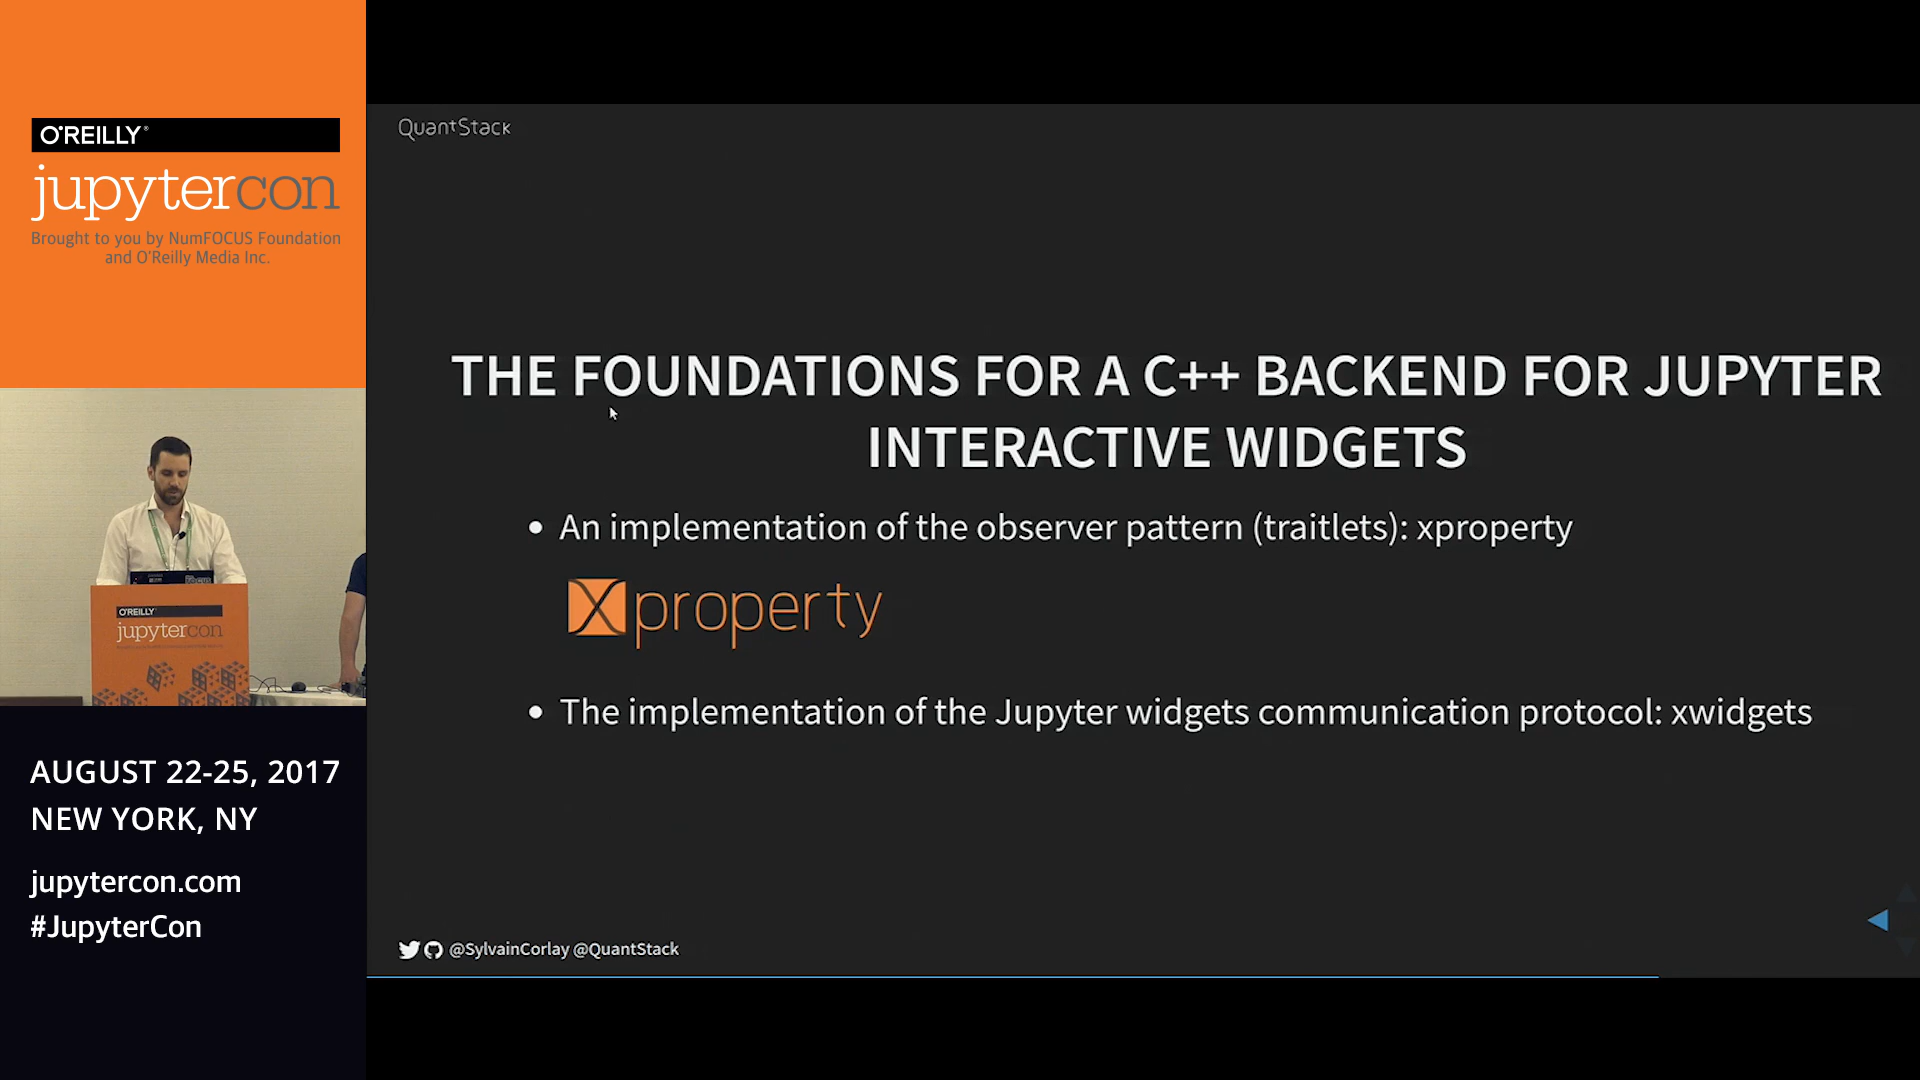 O'REILLY®
jupytercon
Brought to you by NumFOCUS Foundation
and O'Reilly Media Inc.
O'REILLY
jupytercon
AUGUST 22-25, 2017
NEW YORK, NY
jupytercon.com
#JupyterCon
QuantStack
THE FOUNDATIONS FOR A C++ BACKEND FOR JUPYTER
INTERACTIVE WIDGETS
• An implementation of the observer pattern (traitlets): xproperty
Xproperty
• The implementation of the Jupyter widgets communication protocol: xwidgets
@SylvainCorlay @QuantStack